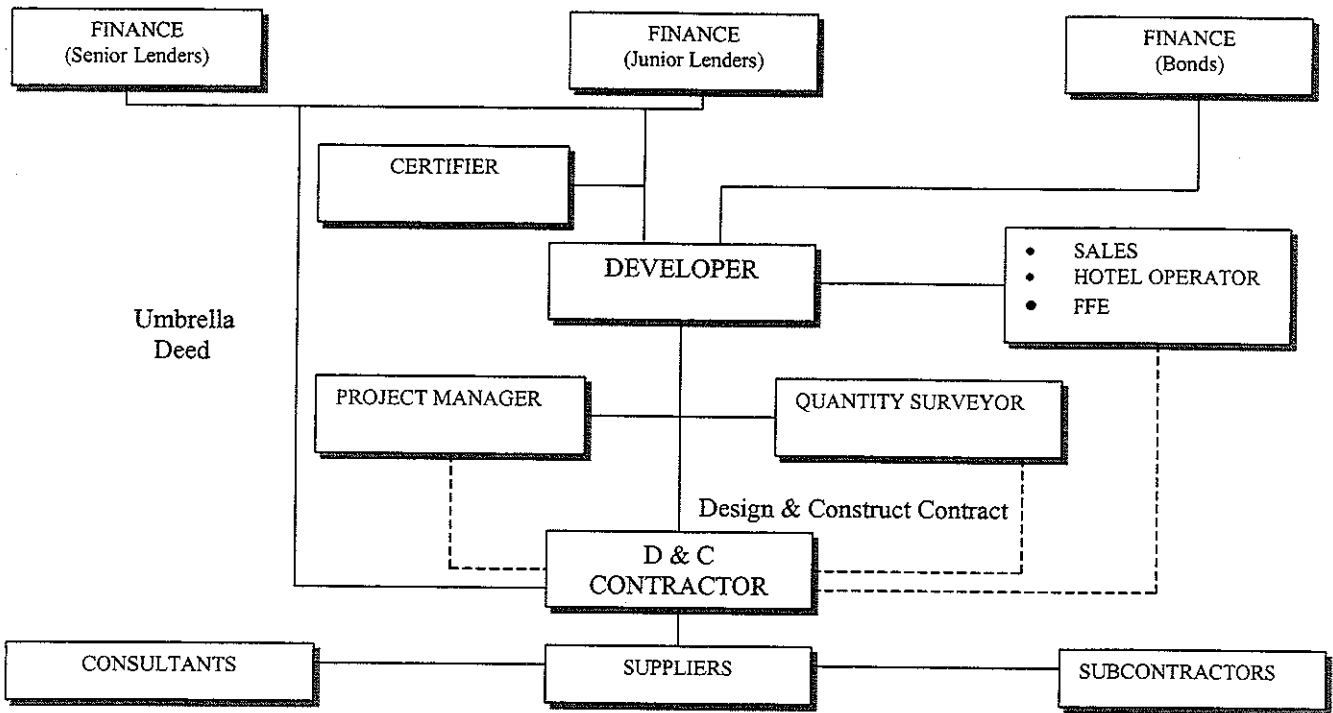 FINANCE
(Senior Lenders)
FINANCE
(Junior Lenders)
FINANCE
(Bonds)
CERTIFIER
DEVELOPER
• SALES
• HOTEL OPERATOR
• FFE
Umbrella
Deed
PROJECT MANAGER
QUANTITY SURVEYOR
Design & Construct Contract
D & C
CONTRACTOR
CONSULTANTS
SUPPLIERS
SUBCONTRACTORS